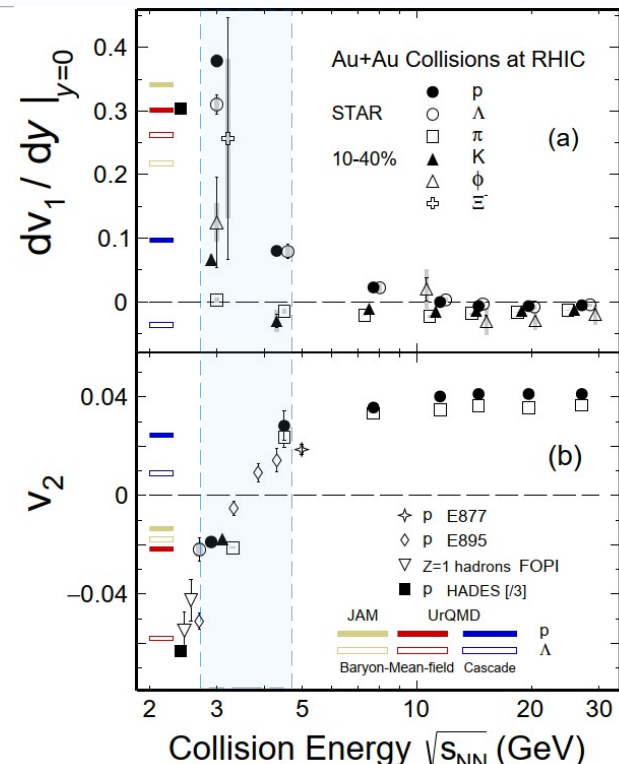 Au+Au Collisions at RHIC
STAR
10-40%
p
Λ
π
K
ϕ
Ξ⁻
(a)
dv₁ / dy |y=0
0.4
0.3
0.2
0.1
0
(b)
v₂
0.04
0
−0.04
p E877
p E895
Z=1 hadrons FOPI
p HADES [/3]
JAM UrQMD
p
Λ
Baryon-Mean-field Cascade
2 3 4 5 10 20 30
Collision Energy √sNN (GeV)